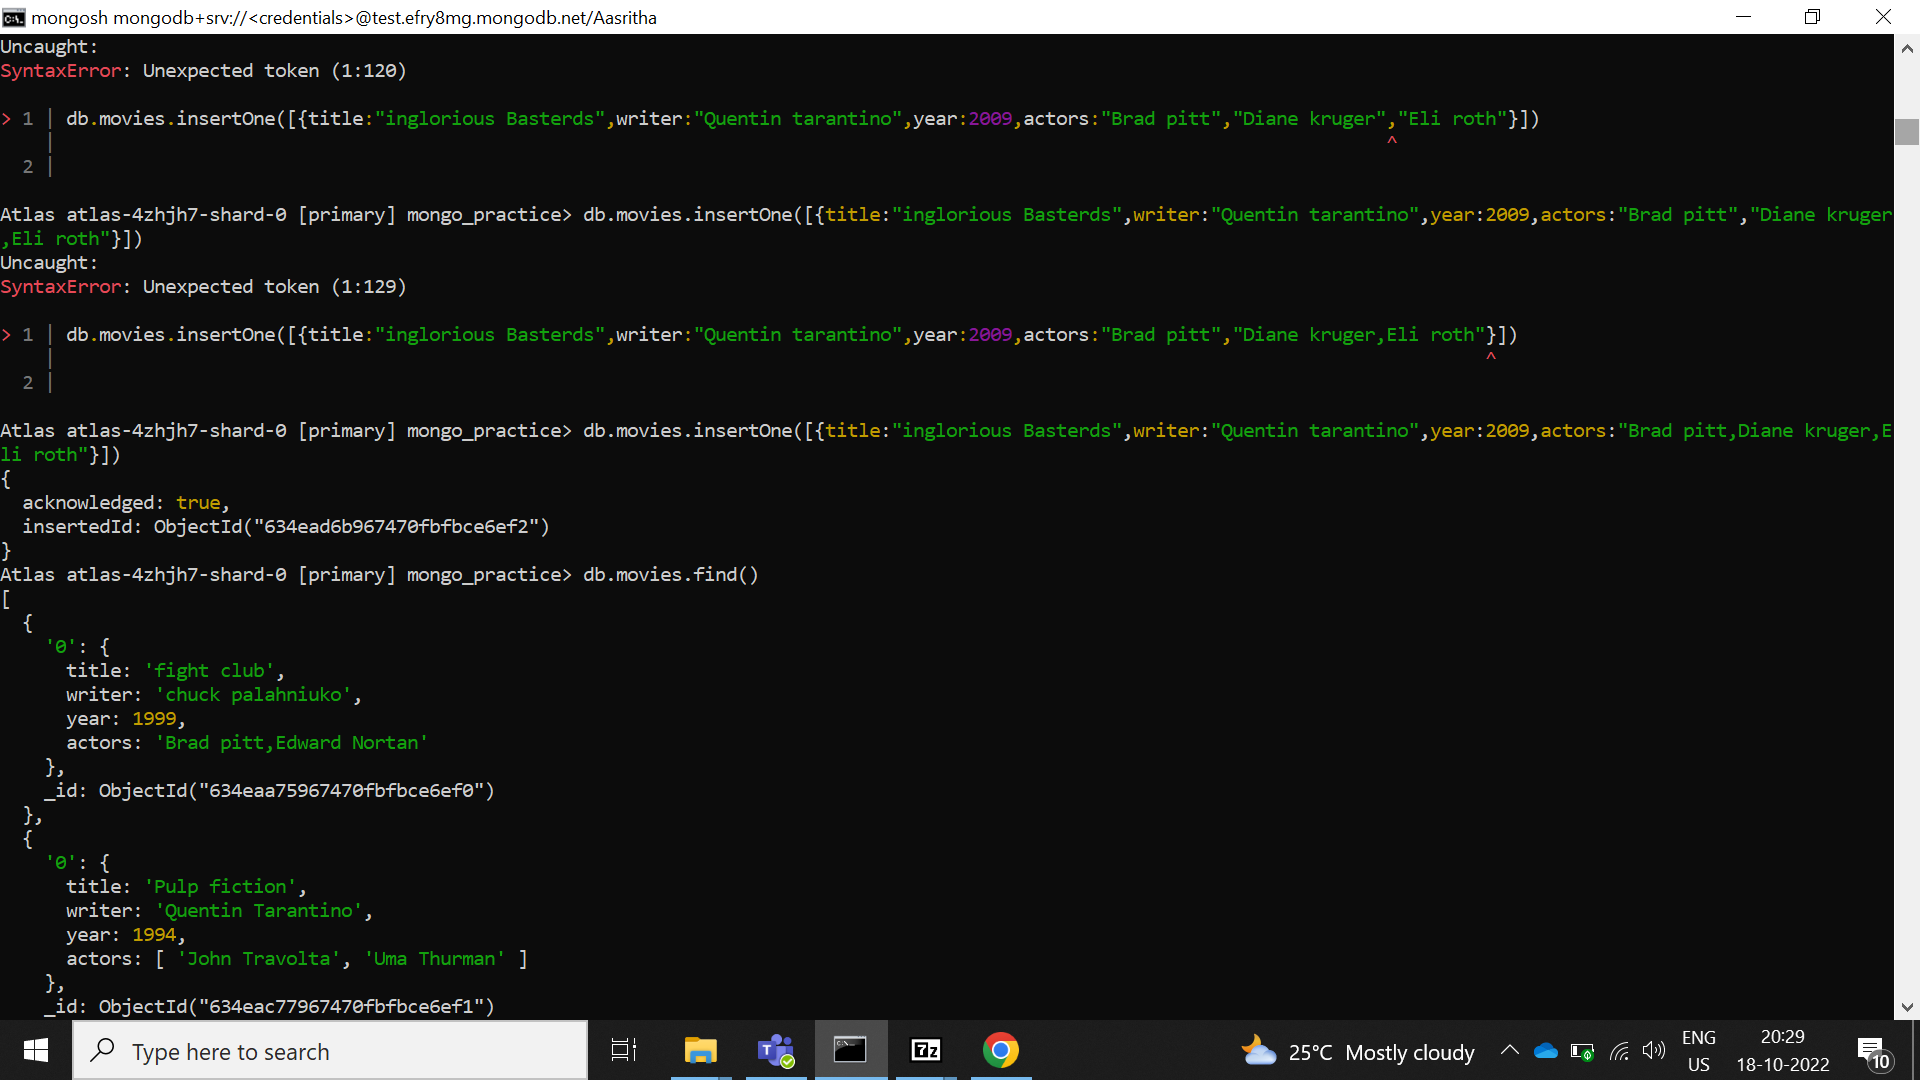 mongosh mongodb+srv://<credentials>@test.efry8mg.mongodb.net/Aasritha
Uncaught:
SyntaxError: Unexpected token (1:120)
> 1 | db.movies.insertOne([{title:"inglorious Basterds",writer:"Quentin tarantino",year:2009,actors:"Brad pitt","Diane kruger","Eli roth"}])
| ^
2 |
Atlas atlas-4zhjh7-shard-0 [primary] mongo_practice> db.movies.insertOne([{title:"inglorious Basterds",writer:"Quentin tarantino",year:2009,actors:"Brad pitt","Diane kruger
,Eli roth"}])
Uncaught:
SyntaxError: Unexpected token (1:129)
> 1 | db.movies.insertOne([{title:"inglorious Basterds",writer:"Quentin tarantino",year:2009,actors:"Brad pitt","Diane kruger,Eli roth"}])
| ^
2 |
Atlas atlas-4zhjh7-shard-0 [primary] mongo_practice> db.movies.insertOne([{title:"inglorious Basterds",writer:"Quentin tarantino",year:2009,actors:"Brad pitt,Diane kruger,E
li roth"}])
{
  acknowledged: true,
  insertedId: ObjectId("634ead6b967470fbfbce6ef2")
}
Atlas atlas-4zhjh7-shard-0 [primary] mongo_practice> db.movies.find()
[
  {
    '0': {
      title: 'fight club',
      writer: 'chuck palahniuko',
      year: 1999,
      actors: 'Brad pitt,Edward Nortan'
    },
    _id: ObjectId("634eaa75967470fbfbce6ef0")
  },
  {
    '0': {
      title: 'Pulp fiction',
      writer: 'Quentin Tarantino',
      year: 1994,
      actors: [ 'John Travolta', 'Uma Thurman' ]
    },
    _id: ObjectId("634eac77967470fbfbce6ef1")
Type here to search
7z
25°C Mostly cloudy
ENG
US
20:29
18-10-2022
10